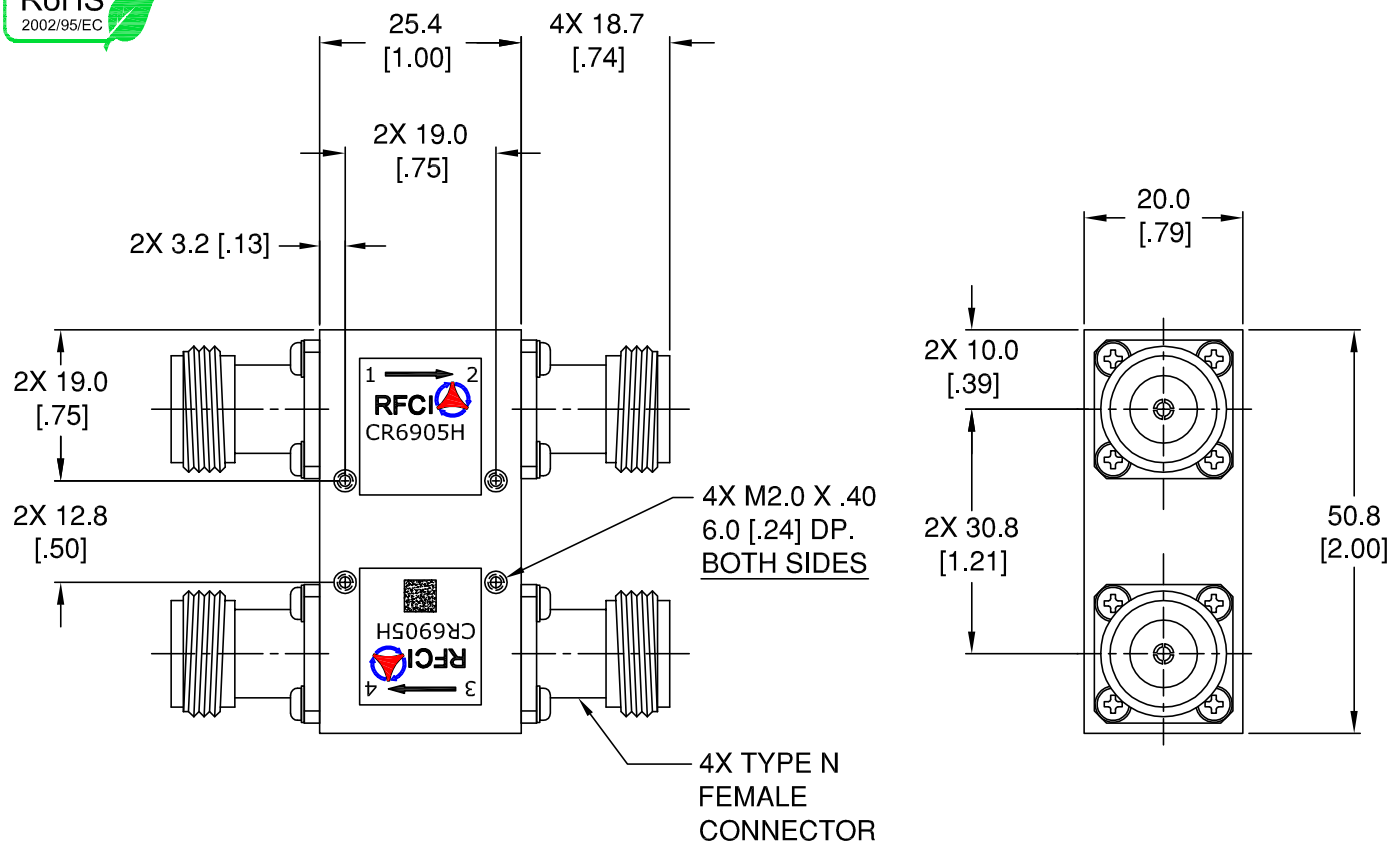 RoHS
2002/95/EC
25.4
[1.00]
4X 18.7
[.74]
2X 19.0
[.75]
2X 3.2 [.13]
20.0
[.79]
2X 19.0
[.75]
1 2
RFCI
CR6905H
2X 10.0
[.39]
2X 12.8
[.50]
4X M2.0 X .40
6.0 [.24] DP.
BOTH SIDES
2X 30.8
[1.21]
50.8
[2.00]
CR6905H
RFCI
3 4
4X TYPE N
FEMALE
CONNECTOR